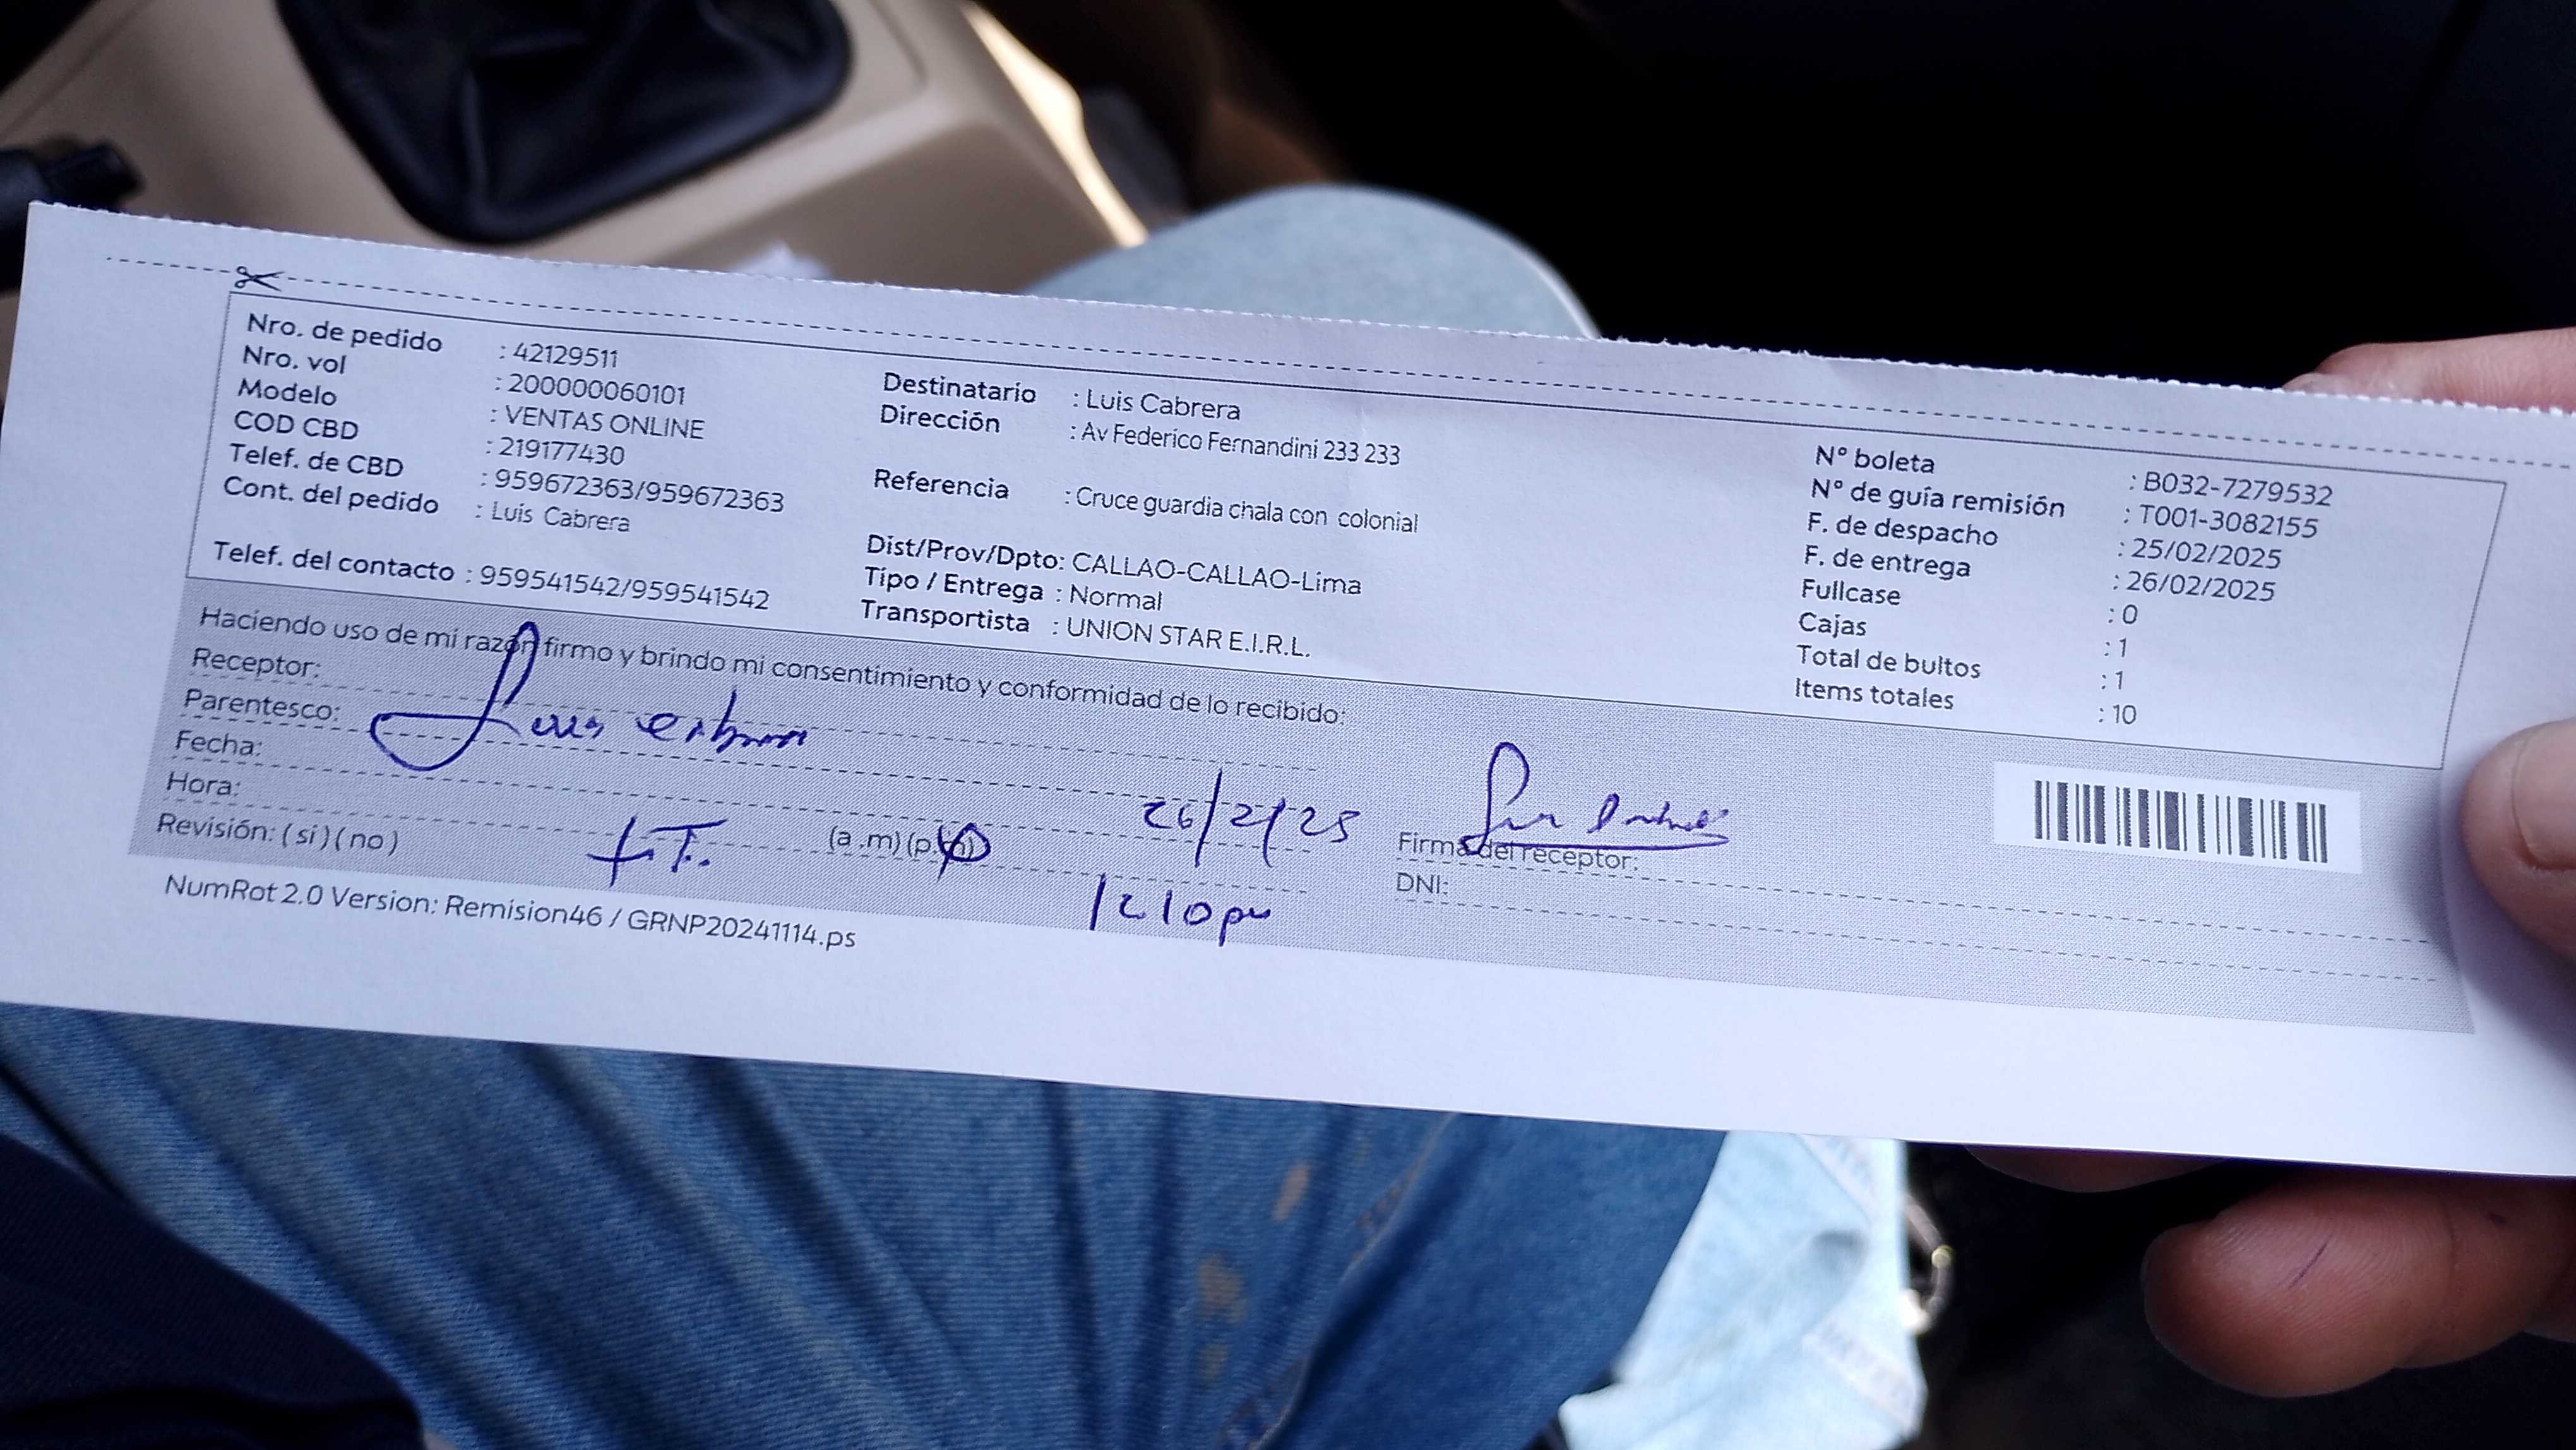 Nro. de pedido : 42129511
Nro. vol : 200000060101
Modelo : VENTAS ONLINE
COD CBD : 219177430
Telef. de CBD : 959672363/959672363
Cont. del pedido : Luis Cabrera
Telef. del contacto : 959541542/959541542
Destinatario : Luis Cabrera
Dirección : Av Federico Fernandini 233 233
Referencia : Cruce guardia chala con colonial
Dist/Prov/Dpto: CALLAO-CALLAO-Lima
Tipo / Entrega : Normal
Transportista : UNION STAR E.I.R.L.
N° boleta : B032-7279532
N° de guía remisión : T001-3082155
F. de despacho : 25/02/2025
F. de entrega : 26/02/2025
Fullcase : 0
Cajas : 1
Total de bultos : 1
Items totales : 10
Haciendo uso de mi razón firmo y brindo mi consentimiento y conformidad de lo recibido:
Receptor:
Parentesco: Luis
Fecha: 26/2/25
Hora: (a .m) (p.m)
1210 pm
Revisión: ( si ) ( no )
Firma del receptor:
DNI:
NumRot 2.0 Version: Remision46 / GRNP20241114.ps